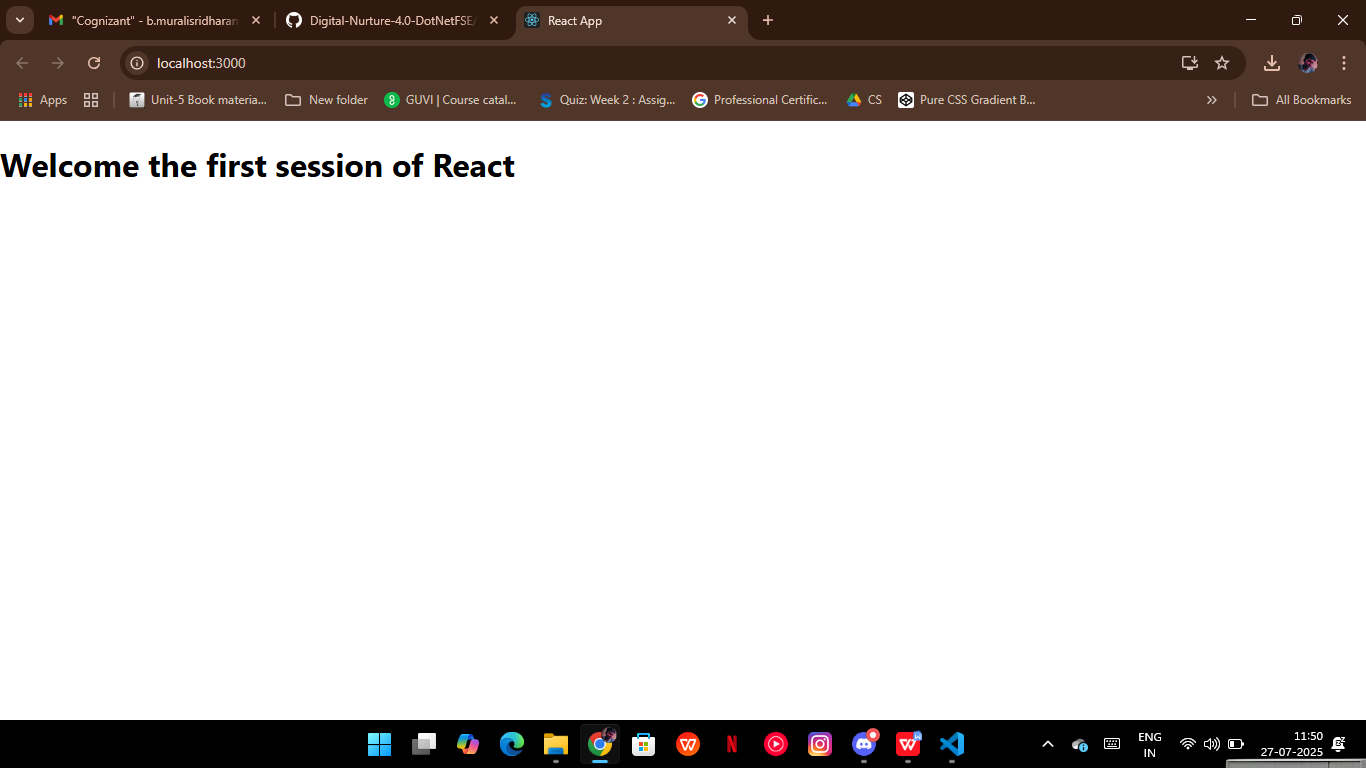 "Cognizant" - b.muralisridharan
Digital-Nurture-4.0-DotNetFSE/
React App
localhost:3000
Apps
Unit-5 Book materia...
New folder
GUVI | Course catal...
Quiz: Week 2 : Assig...
Professional Certific...
CS
Pure CSS Gradient B...
All Bookmarks
Welcome the first session of React
ENG
IN
11:50
27-07-2025